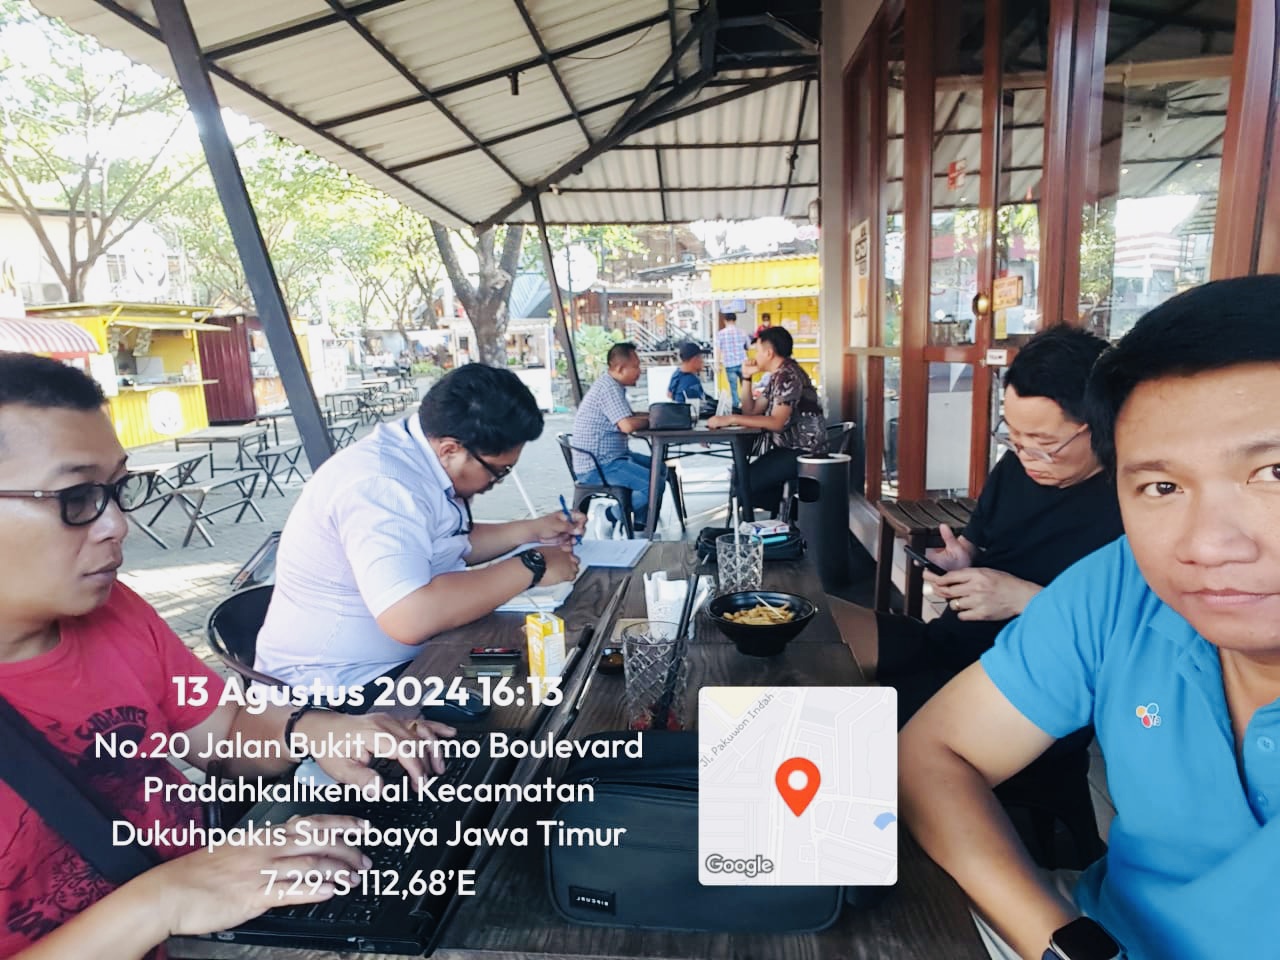 13 Agustus 2024 16:13
No.20 Jalan Bukit Darmo Boulevard
Pradahkalikendal Kecamatan
Dukuhpakis Surabaya Jawa Timur
7,29'S 112,68'E
Jl. Pakuwon Indah
Google